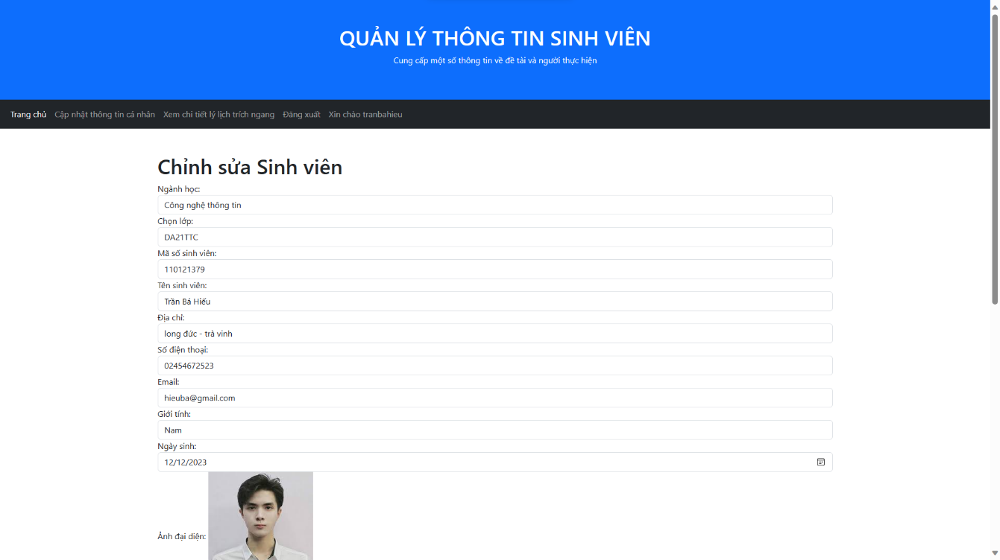 QUẢN LÝ THÔNG TIN SINH VIÊN
Cung cấp một số thông tin về đề tài và người thực hiện
Trang chủ Cập nhật thông tin cá nhân Xem chi tiết lý lịch trích ngang Đăng xuất Xin chào tranbahieu
Chỉnh sửa Sinh viên
Ngành học:
Công nghệ thông tin
Chọn lớp:
DA21TTC
Mã số sinh viên:
110121379
Tên sinh viên:
Trần Bá Hiếu
Địa chỉ:
long đức - trà vinh
Số điện thoại:
02454672523
Email:
hieuba@gmail.com
Giới tính:
Nam
Ngày sinh:
12/12/2023
Ảnh đại diện: